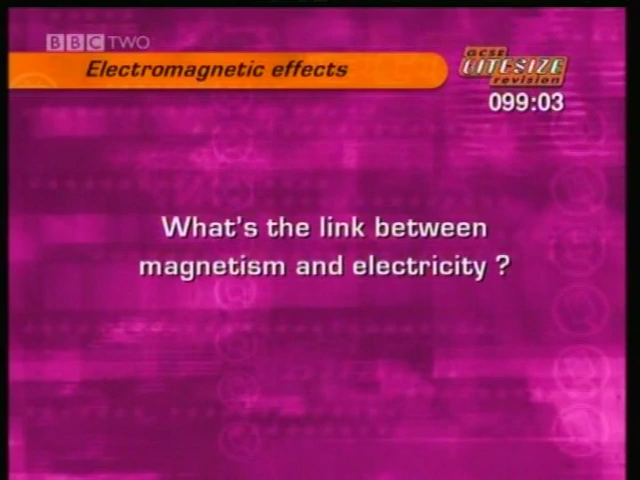 BBC TWO
Electromagnetic effects
GCSE
BITESIZE
revision
099:03
What's the link between
magnetism and electricity ?